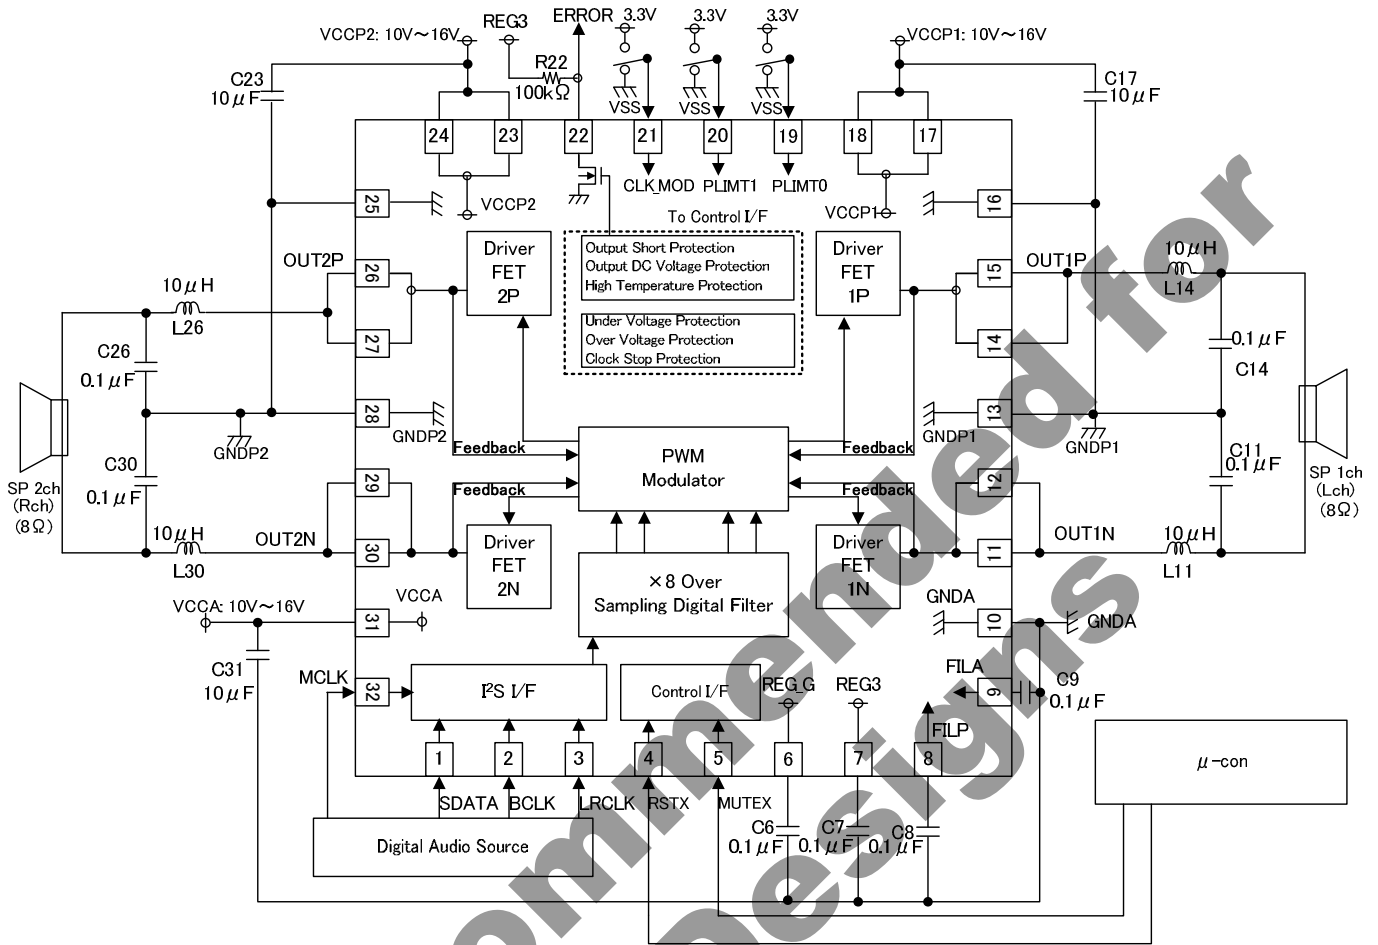 ERROR
3.3V
3.3V
3.3V
REG3
VCCP2: 10V～16V
VCCP1: 10V～16V
R22
100kΩ
C23
10μF
C17
10μF
VSS
VSS
VSS
24
23
22
21
20
19
18
17
CLK_MOD
PLIMT1
PLIMT0
VCCP2
VCCP1
To Control I/F
25
16
OUT2P
26
Driver
FET
2P
Output Short Protection
Output DC Voltage Protection
High Temperature Protection
Under Voltage Protection
Over Voltage Protection
Clock Stop Protection
Driver
FET
1P
15
OUT1P
10μH
L14
10μH
L26
27
14
C26
0.1μF
0.1μF
C14
28
GNDP2
GNDP2
13
GNDP1
GNDP1
Feedback
PWM
Modulator
Feedback
C30
0.1μF
C11
0.1μF
SP 2ch
(Rch)
(8Ω)
SP 1ch
(Lch)
(8Ω)
29
12
Feedback
Feedback
10μH
L30
OUT2N
30
Driver
FET
2N
×8 Over
Sampling Digital Filter
Driver
FET
1N
11
OUT1N
10μH
L11
VCCA: 10V～16V
VCCA
31
GNDA
10
GNDA
C31
10μF
MCLK
32
I²S I/F
Control I/F
REG_G
REG3
FILA
9
C9
0.1μF
FILP
1
2
3
4
5
6
7
8
μ-con
SDATA
BCLK
LRCLK
RSTX
MUTEX
C6
0.1μF
C7
0.1μF
C8
0.1μF
Digital Audio Source
ommended for
Designs